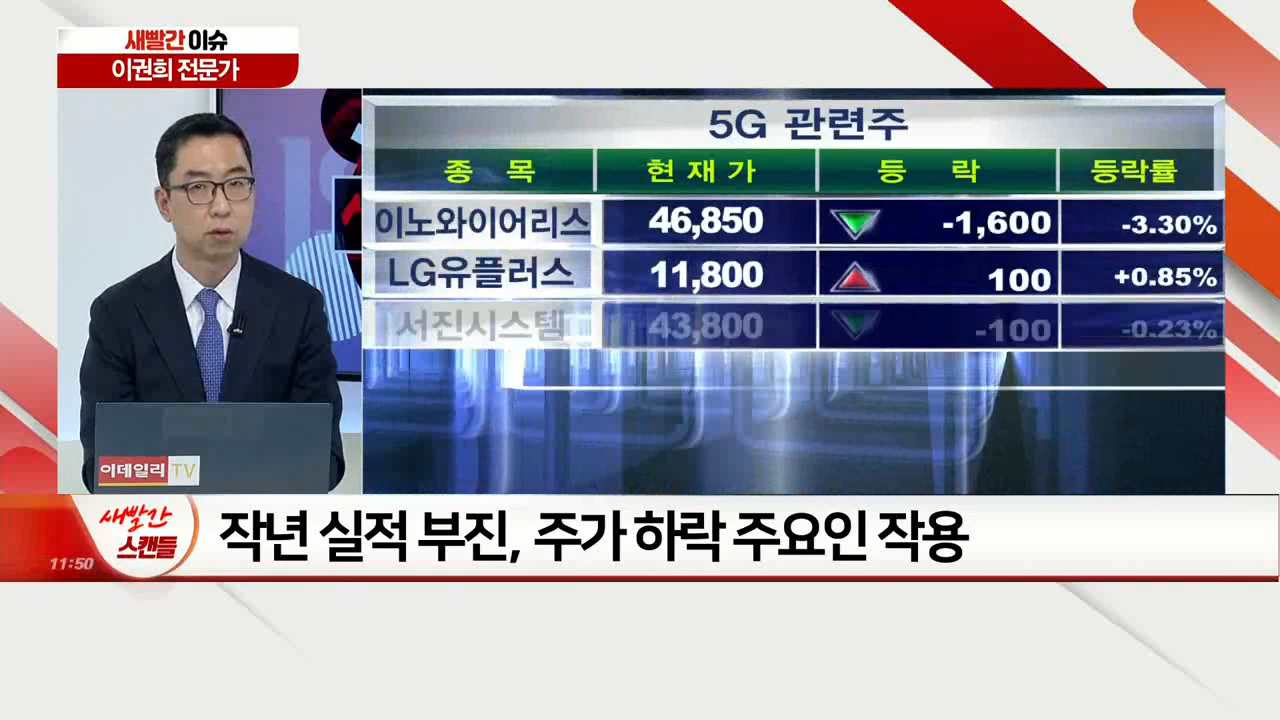 새빨간 이슈
이권희 전문가
5G 관련주
종 목 현재가 등 락 등락률
이노와이어리스 46,850 -1,600 -3.30%
LG유플러스 11,800 100 +0.85%
서진시스템 43,800 -100 -0.23%
이데일리 TV
새빨간
스캔들
11:50
작년 실적 부진, 주가 하락 주요인 작용